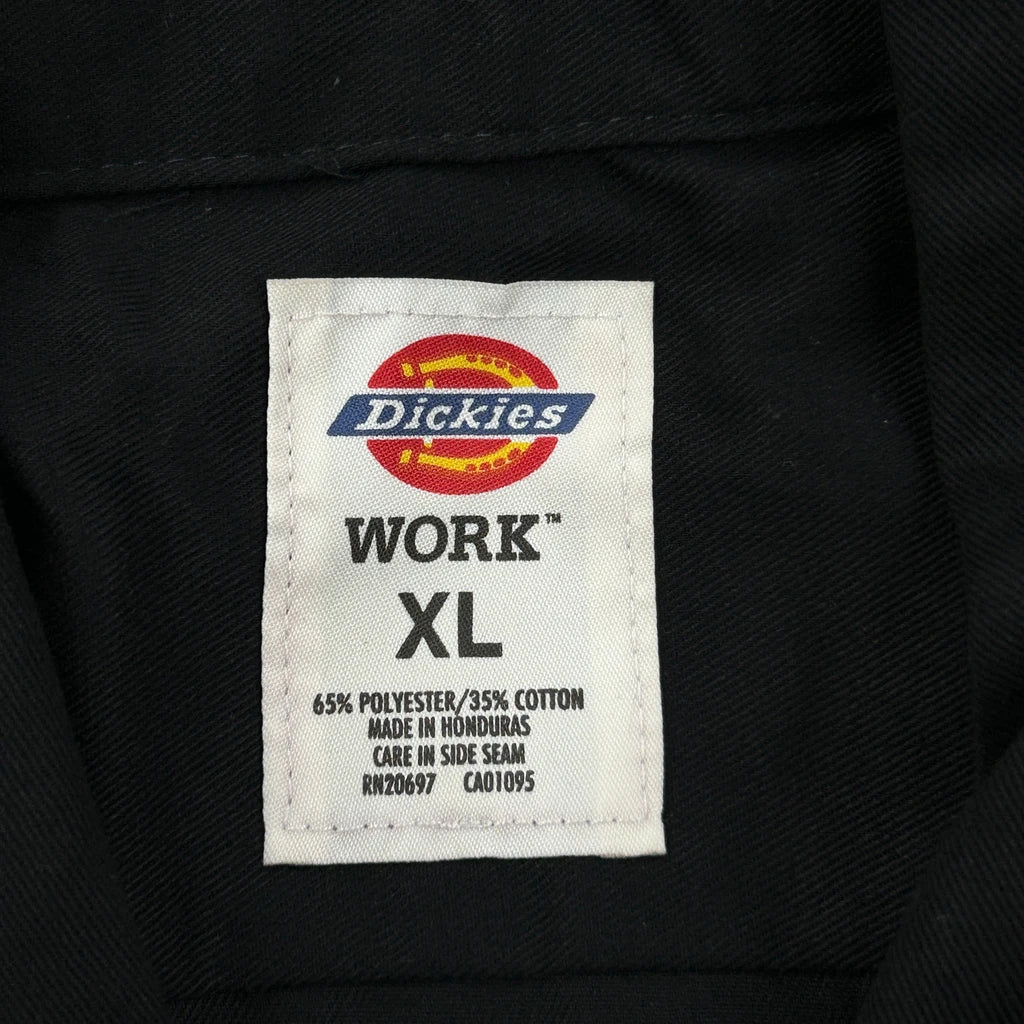 Dickies
WORK™
XL
65% POLYESTER/35% COTTON
MADE IN HONDURAS
CARE IN SIDE SEAM
RN20697 CA01095